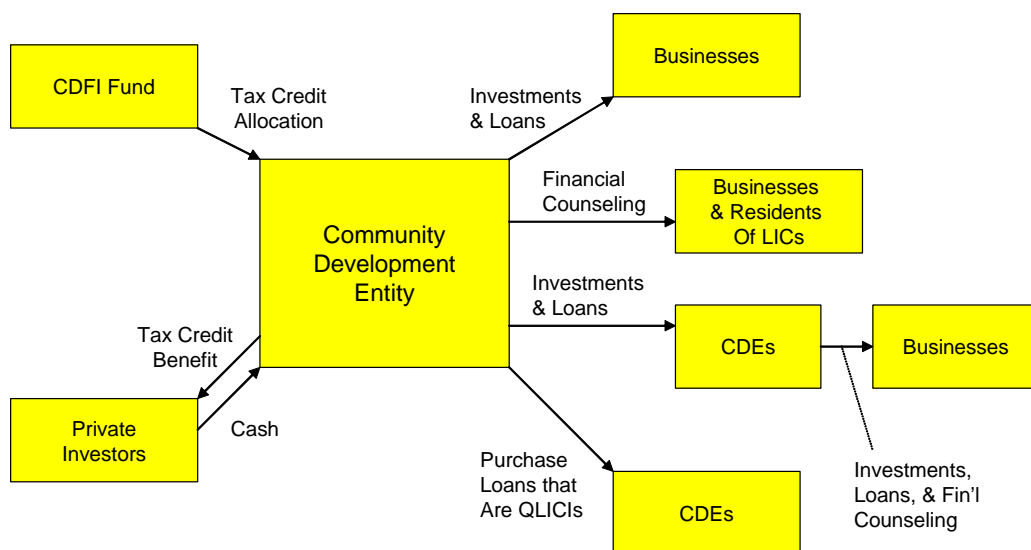 CDFI Fund
Tax Credit
Allocation
Businesses
Investments
& Loans
Community
Development
Entity
Financial
Counseling
Businesses
& Residents
Of LICs
Investments
& Loans
CDEs
Businesses
Tax Credit
Benefit
Private
Investors
Cash
Purchase
Loans that
Are QLICIs
CDEs
Investments,
Loans, & Fin'l
Counseling